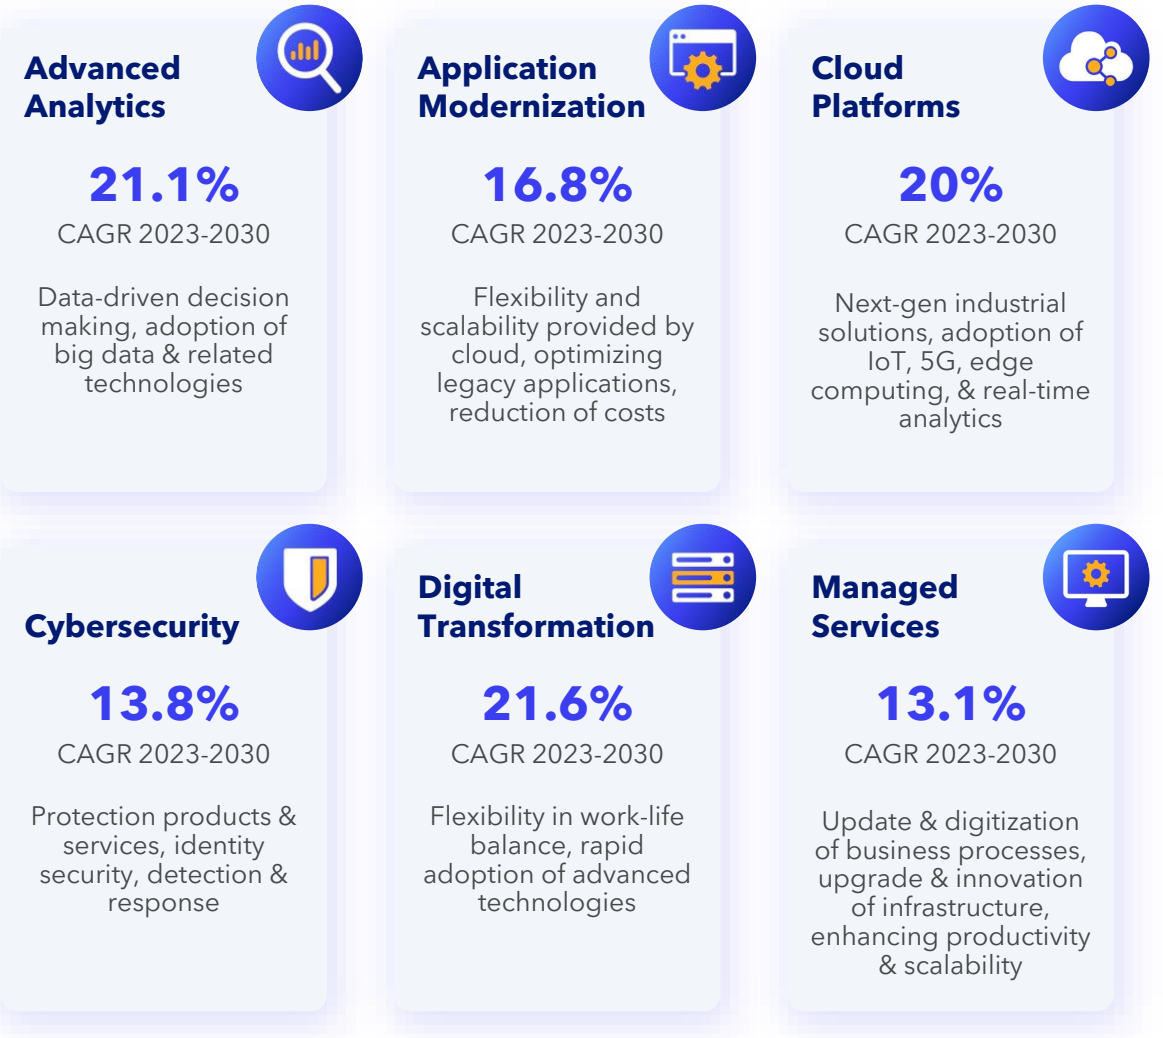 Advanced
Analytics
21.1%
CAGR 2023-2030
Data-driven decision
making, adoption of
big data & related
technologies
Application
Modernization
16.8%
CAGR 2023-2030
Flexibility and
scalability provided by
cloud, optimizing
legacy applications,
reduction of costs
Cloud
Platforms
20%
CAGR 2023-2030
Next-gen industrial
solutions, adoption of
IoT, 5G, edge
computing, & real-time
analytics
Cybersecurity
13.8%
CAGR 2023-2030
Protection products &
services, identity
security, detection &
response
Digital
Transformation
21.6%
CAGR 2023-2030
Flexibility in work-life
balance, rapid
adoption of advanced
technologies
Managed
Services
13.1%
CAGR 2023-2030
Update & digitization
of business processes,
upgrade & innovation
of infrastructure,
enhancing productivity
& scalability